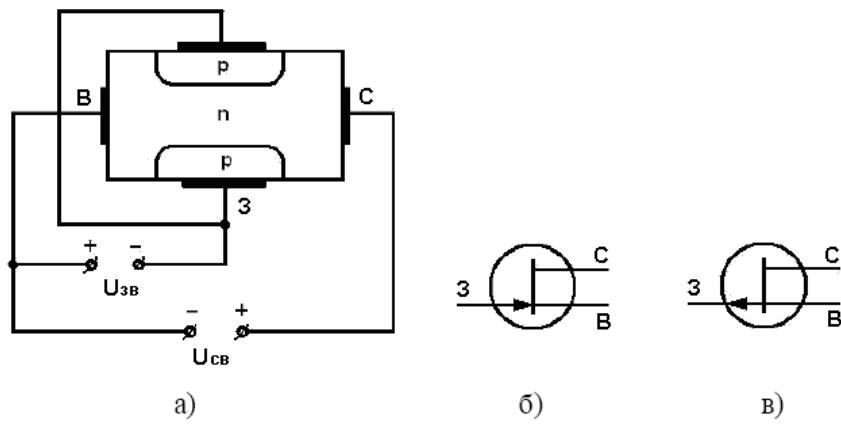 p
В
С
n
p
З
+ −
UЗВ
− +
UСВ
З С В
З С В
а) б) в)